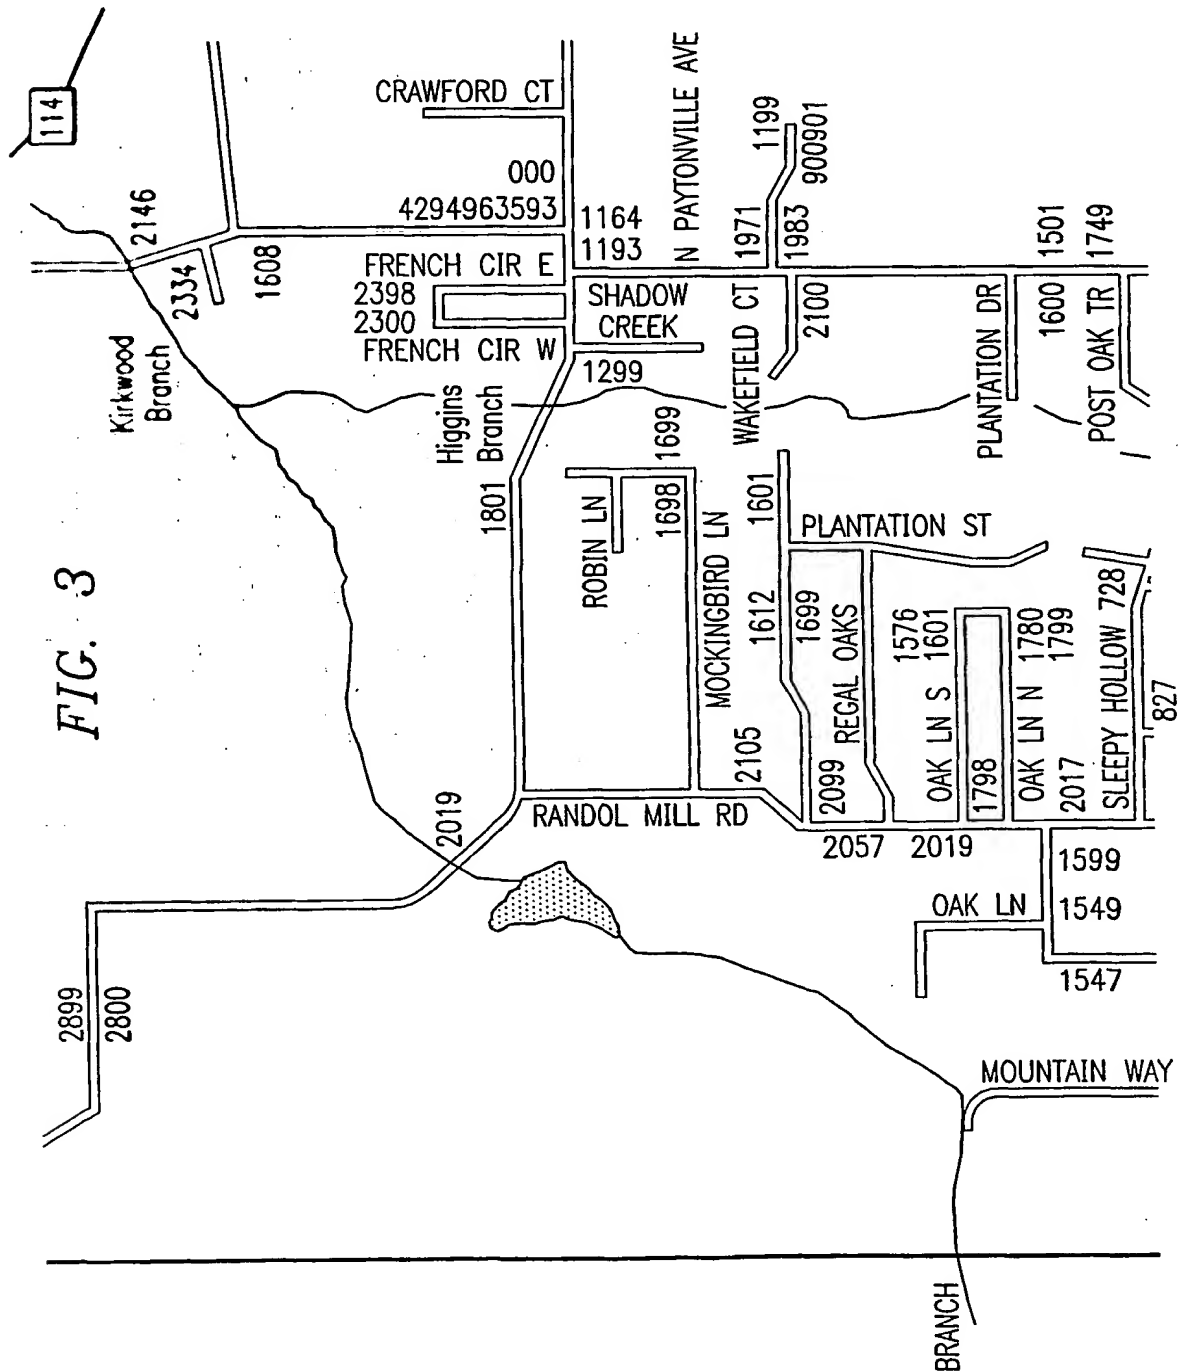 FIG. 3
114
CRAWFORD CT
000
4294963593
2146
2334
1608
1164
1193
N PAYTONVILLE AVE
1199
900901
1971
1983
FRENCH CIR E
2398
2300
FRENCH CIR W
SHADOW
CREEK
1299
WAKEFIELD CT
2100
PLANTATION DR
1501
1600
1749
POST OAK TR
Kirkwood
Branch
Higgins
Branch
1801
ROBIN LN
1699
1698
MOCKINGBIRD LN
1601
1612
PLANTATION ST
1699
REGAL OAKS
1576
1601
OAK LN S
1798
OAK LN N
1780
1799
SLEEPY HOLLOW 728
827
2019
RANDOL MILL RD
2105
2099
2057
2019
2017
1599
OAK LN
1549
1547
2899
2800
MOUNTAIN WAY
BRANCH